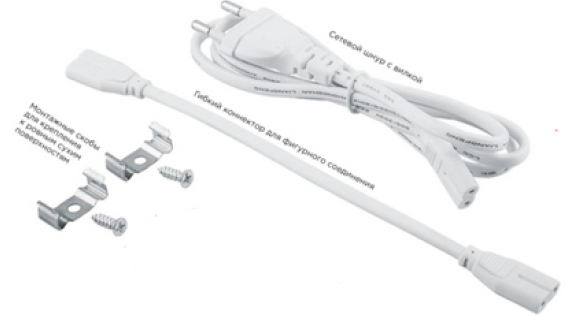 Сетевой шнур с вилкой
Гибкий коннектор для фигурного соединения
Монтажные скобы
для крепления
к ровным сухим
поверхностям